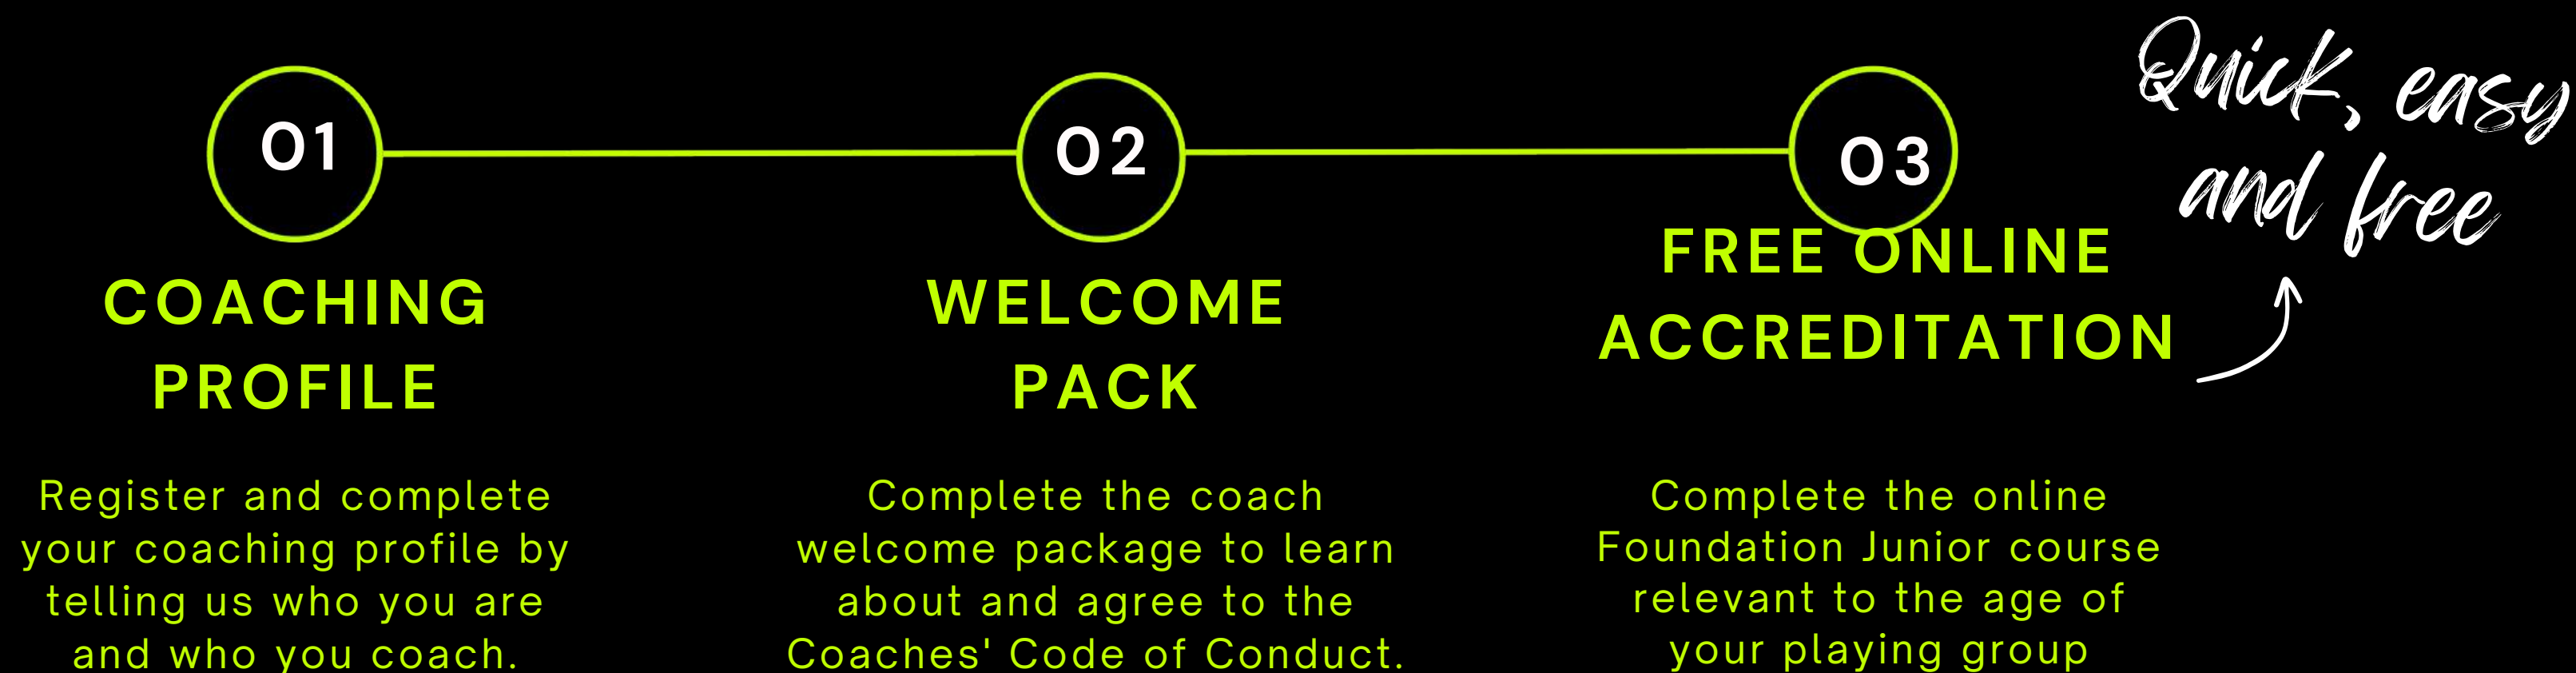 01
COACHING
PROFILE
Register and complete
your coaching profile by
telling us who you are
and who you coach.
02
WELCOME
PACK
Complete the coach
welcome package to learn
about and agree to the
Coaches' Code of Conduct.
03
FREE ONLINE
ACCREDITATION
Complete the online
Foundation Junior course
relevant to the age of
your playing group
Quick, easy
and free